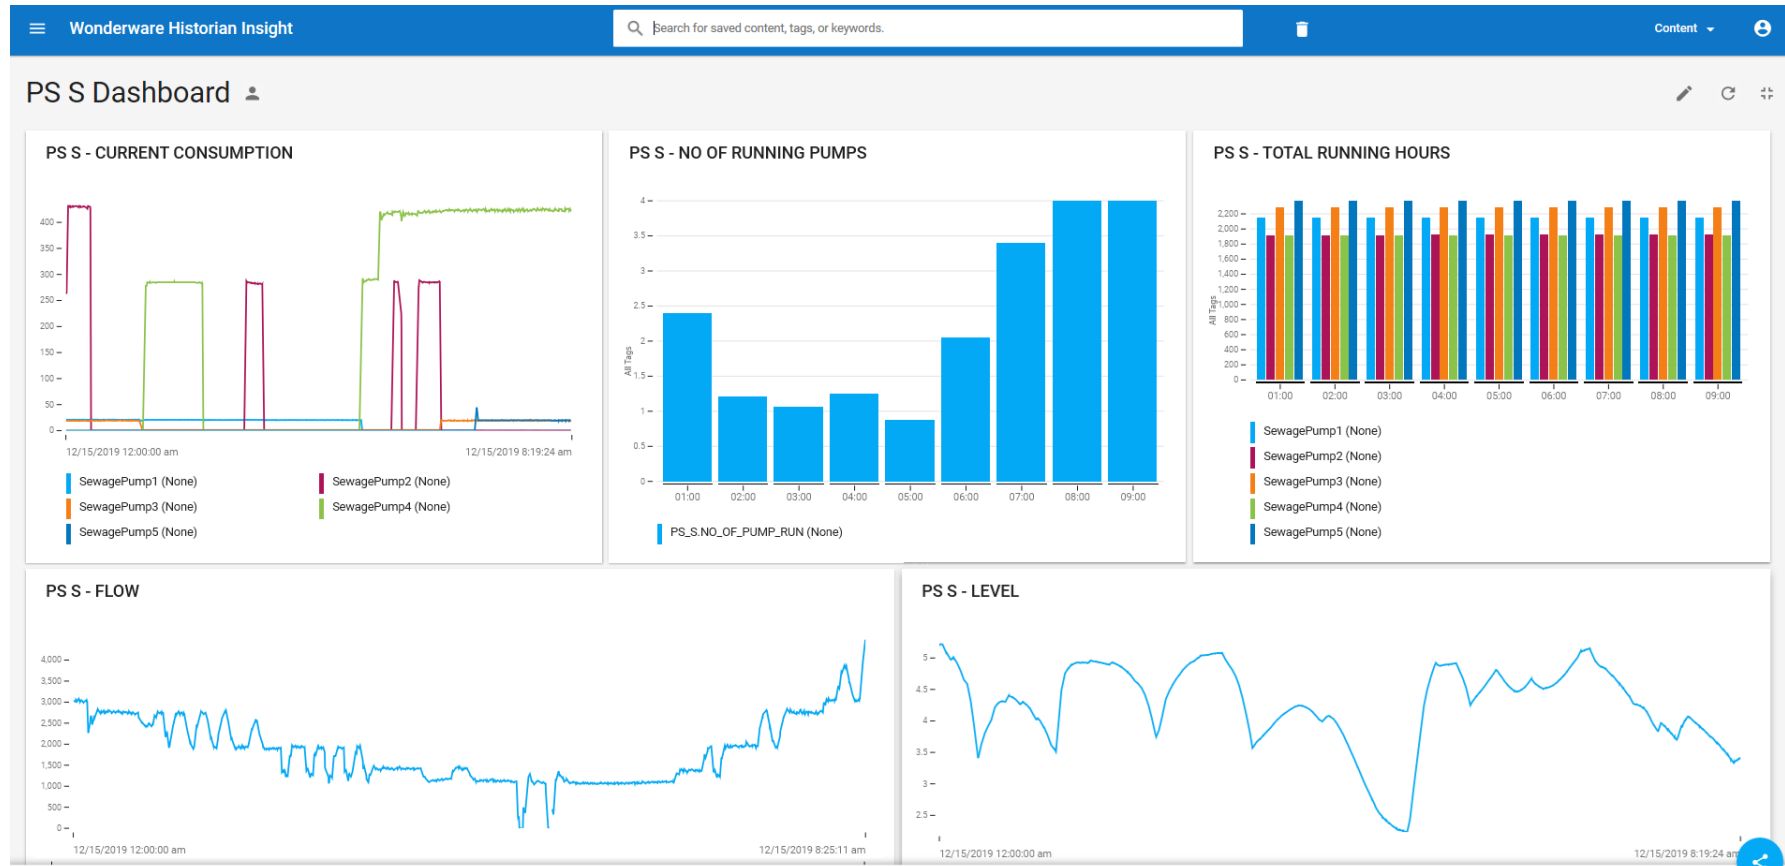 Wonderware Historian Insight
Search for saved content, tags, or keywords.
Content
PS S Dashboard
PS S - CURRENT CONSUMPTION
400
350
300
250
200
150
100
50
0
12/15/2019 12:00:00 am
12/15/2019 8:19:24 am
SewagePump1 (None)
SewagePump2 (None)
SewagePump3 (None)
SewagePump4 (None)
SewagePump5 (None)
PS S - NO OF RUNNING PUMPS
All Tags
4
3.5
3
2.5
2
1.5
1
0.5
0
01:00 02:00 03:00 04:00 05:00 06:00 07:00 08:00 09:00
PS_S.NO_OF_PUMP_RUN (None)
PS S - TOTAL RUNNING HOURS
All Tags
2,200
2,000
1,800
1,600
1,400
1,200
1,000
800
600
400
200
0
01:00 02:00 03:00 04:00 05:00 06:00 07:00 08:00 09:00
SewagePump1 (None)
SewagePump2 (None)
SewagePump3 (None)
SewagePump4 (None)
SewagePump5 (None)
PS S - FLOW
4,000
3,500
3,000
2,500
2,000
1,500
1,000
500
0
12/15/2019 12:00:00 am
12/15/2019 8:25:11 am
PS S - LEVEL
5
4.5
4
3.5
3
2.5
12/15/2019 12:00:00 am
12/15/2019 8:19:24 am